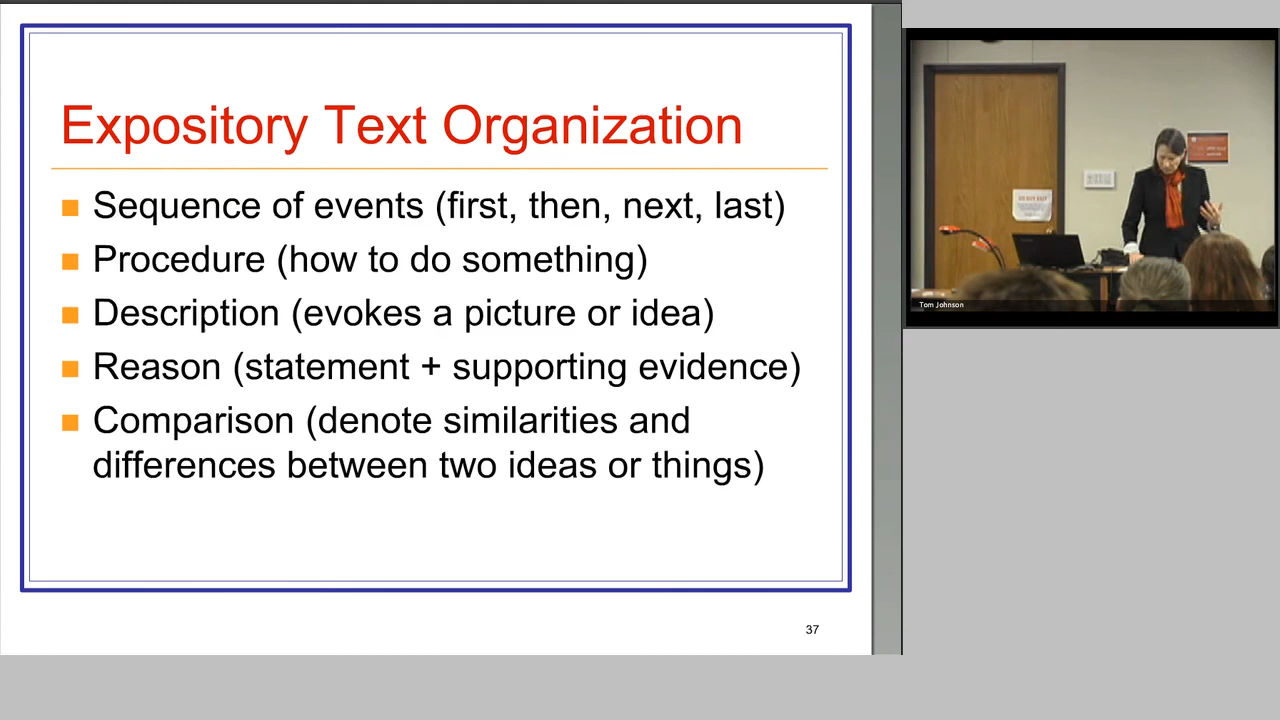 Expository Text Organization
Sequence of events (first, then, next, last)
Procedure (how to do something)
Description (evokes a picture or idea)
Reason (statement + supporting evidence)
Comparison (denote similarities and
differences between two ideas or things)
37
Tom Johnson